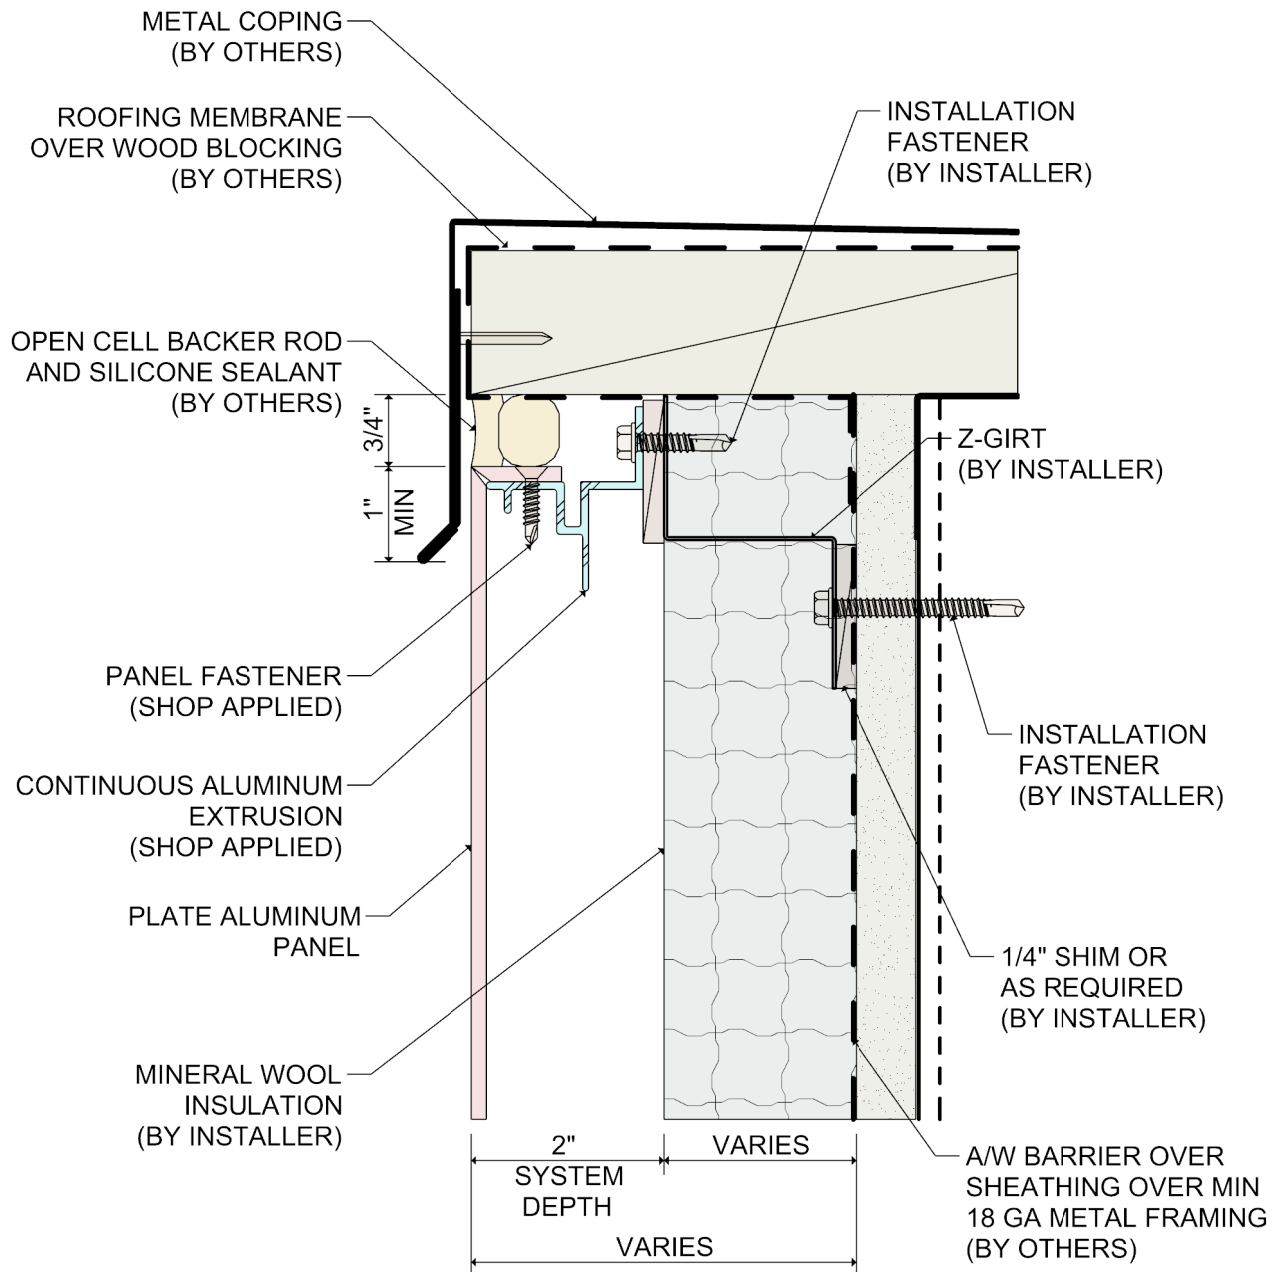 METAL COPING
(BY OTHERS)
ROOFING MEMBRANE
OVER WOOD BLOCKING
(BY OTHERS)
INSTALLATION
FASTENER
(BY INSTALLER)
OPEN CELL BACKER ROD
AND SILICONE SEALANT
(BY OTHERS)
3/4"
1"
MIN
Z-GIRT
(BY INSTALLER)
PANEL FASTENER
(SHOP APPLIED)
INSTALLATION
FASTENER
(BY INSTALLER)
CONTINUOUS ALUMINUM
EXTRUSION
(SHOP APPLIED)
PLATE ALUMINUM
PANEL
1/4" SHIM OR
AS REQUIRED
(BY INSTALLER)
MINERAL WOOL
INSULATION
(BY INSTALLER)
2"
SYSTEM
DEPTH
VARIES
A/W BARRIER OVER
SHEATHING OVER MIN
18 GA METAL FRAMING
(BY OTHERS)
VARIES